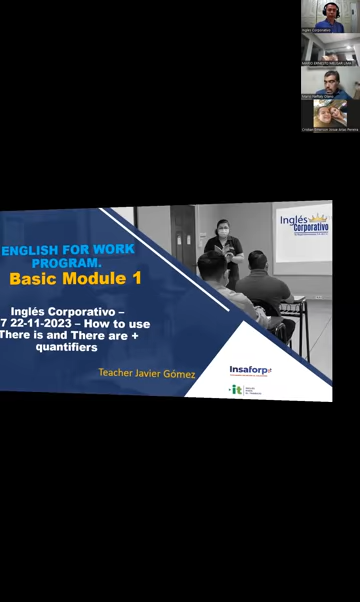 Inglés Corporativo
ENGLISH FOR WORK
PROGRAM.
Basic Module 1
Inglés Corporativo –
7 22-11-2023 – How to use
There is and There are +
quantifiers
Teacher Javier Gómez
Inglés
Corporativo
Insaforp
it